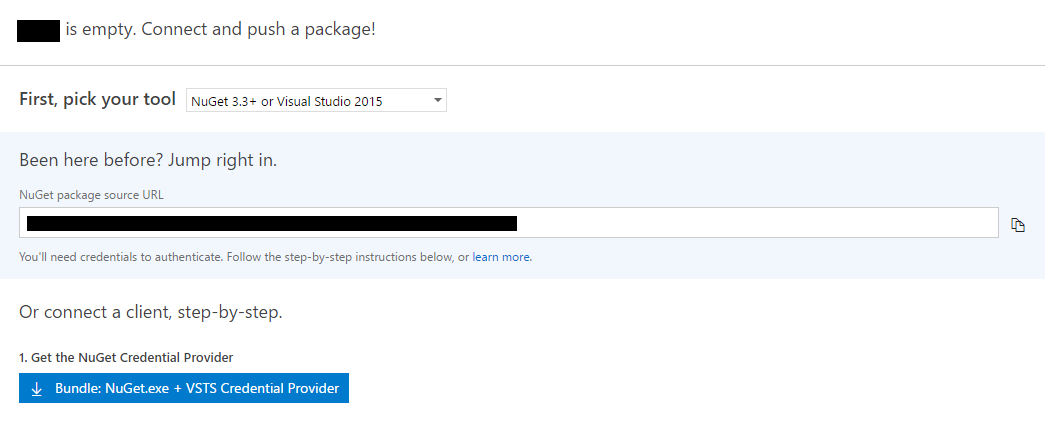 is empty. Connect and push a package!
First, pick your tool NuGet 3.3+ or Visual Studio 2015
Been here before? Jump right in.
NuGet package source URL
You'll need credentials to authenticate. Follow the step-by-step instructions below, or learn more.
Or connect a client, step-by-step.
1. Get the NuGet Credential Provider
Bundle: NuGet.exe + VSTS Credential Provider